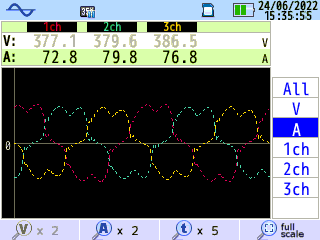 24/06/2022
15:35:55
1ch 2ch 3ch
V: 377.1 379.6 386.5 V
A: 72.8 79.8 76.8 A
All
V
A
1ch
2ch
3ch
0
V x 2 A x 2 t x 5 full scale